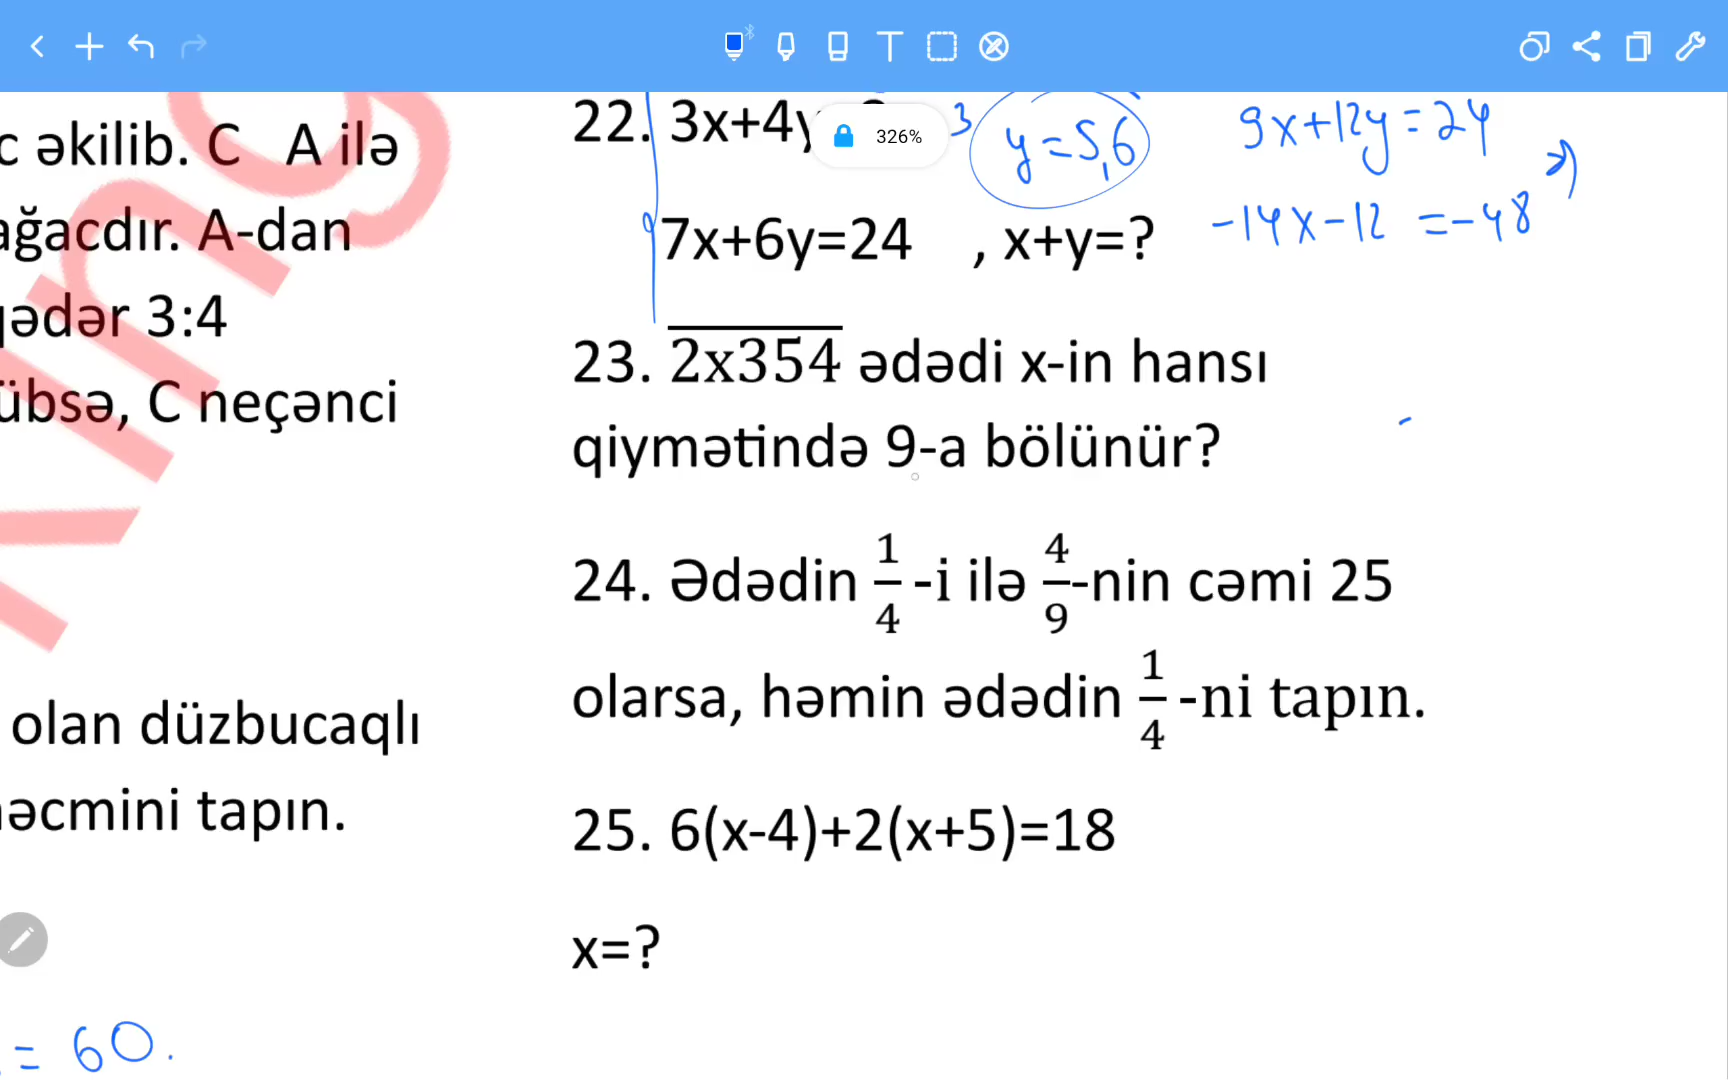 326%
c əkilib. C A ilə
ağacdır. A-dan
qədər 3:4
übsə, C neçənci
olan düzbucaqlı
həcmini tapın.
= 60.
22. 3x+4y
3
y=5,6
9x+12y=24
-14x-12 =-48
7x+6y=24 , x+y=?
23. 2x354 ədədi x-in hansı
qiymətində 9-a bölünür?
24. Ədədin 1/4 -i ilə 4/9-nin cəmi 25
olarsa, həmin ədədin 1/4 -ni tapın.
25. 6(x-4)+2(x+5)=18
x=?